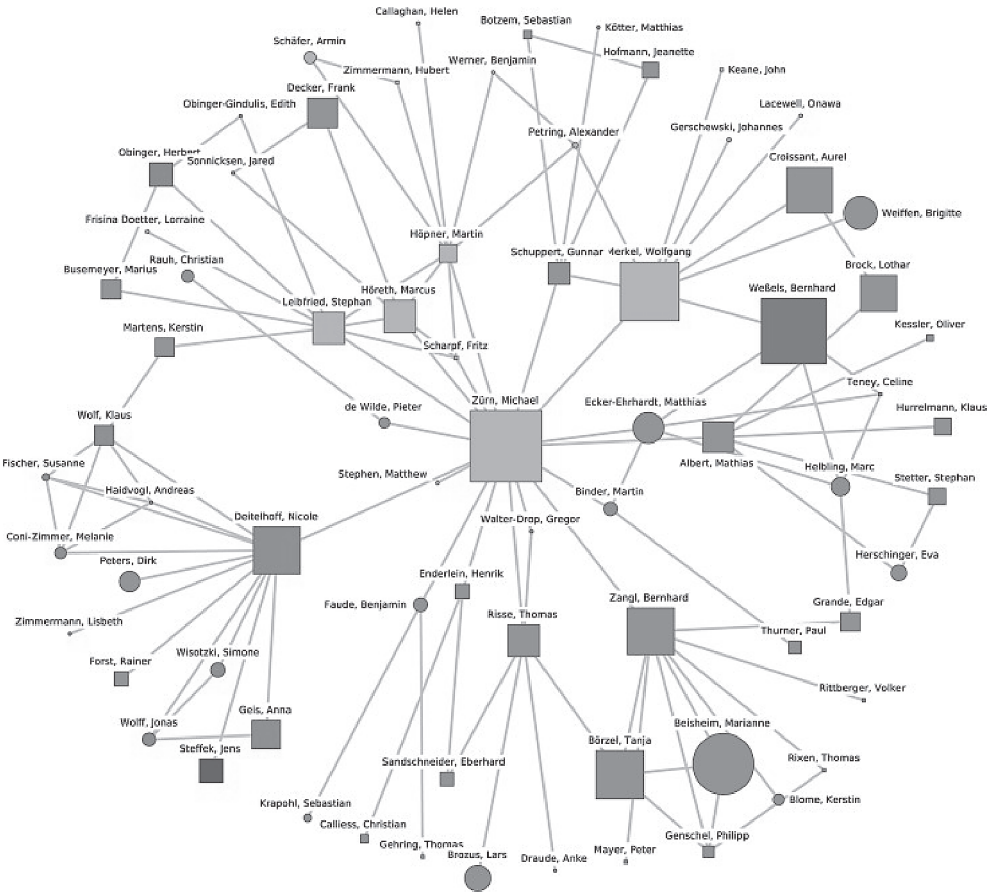 Callaghan, Helen
Botzem, Sebastian
Kötter, Matthias
Schäfer, Armin
Hofmann, Jeanette
Werner, Benjamin
Zimmermann, Hubert
Keane, John
Decker, Frank
Obinger-Gindulis, Edith
Lacewell, Onawa
Petring, Alexander
Gerschewski, Johannes
Obinger, Herbert
Sonnicksen, Jared
Croissant, Aurel
Frisina Doetter, Lorraine
Weiffen, Brigitte
Höpner, Martin
Schuppert, Gunnar
Merkel, Wolfgang
Rauh, Christian
Busemeyer, Marius
Brock, Lothar
Höreth, Marcus
Weßels, Bernhard
Leibfried, Stephan
Martens, Kerstin
Kessler, Oliver
Scharpf, Fritz
Teney, Celine
Zürn, Michael
Ecker-Ehrhardt, Matthias
de Wilde, Pieter
Hurrelmann, Klaus
Wolf, Klaus
Fischer, Susanne
Albert, Mathias
Helbling, Marc
Stephen, Matthew
Stetter, Stephan
Haidvogl, Andreas
Binder, Martin
Deitelhoff, Nicole
Walter-Drop, Gregor
Coni-Zimmer, Melanie
Herschinger, Eva
Peters, Dirk
Enderlein, Henrik
Zangl, Bernhard
Grande, Edgar
Faude, Benjamin
Risse, Thomas
Zimmermann, Lisbeth
Thurner, Paul
Wisotzki, Simone
Forst, Rainer
Rittberger, Volker
Geis, Anna
Wolff, Jonas
Beisheim, Marianne
Börzel, Tanja
Steffek, Jens
Sandschneider, Eberhard
Rixen, Thomas
Krapohl, Sebastian
Blome, Kerstin
Calliess, Christian
Genschel, Philipp
Gehring, Thomas
Brozus, Lars
Draude, Anke
Mayer, Peter